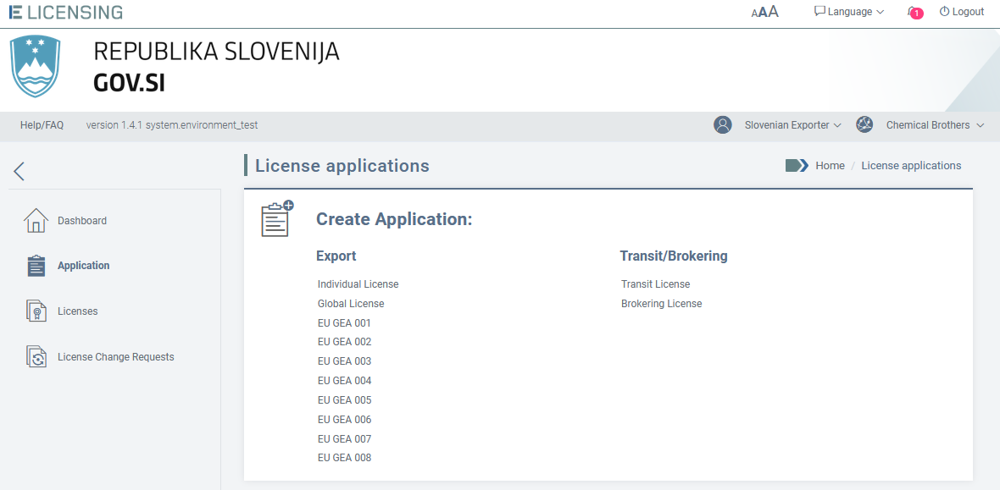 E LICENSING
AAA
Language
1
Logout
REPUBLIKA SLOVENIJA
GOV.SI
Help/FAQ
version 1.4.1 system.environment_test
Slovenian Exporter
Chemical Brothers
License applications
Home / License applications
Dashboard
Application
Licenses
License Change Requests
Create Application:
Export
Individual License
Global License
EU GEA 001
EU GEA 002
EU GEA 003
EU GEA 004
EU GEA 005
EU GEA 006
EU GEA 007
EU GEA 008
Transit/Brokering
Transit License
Brokering License